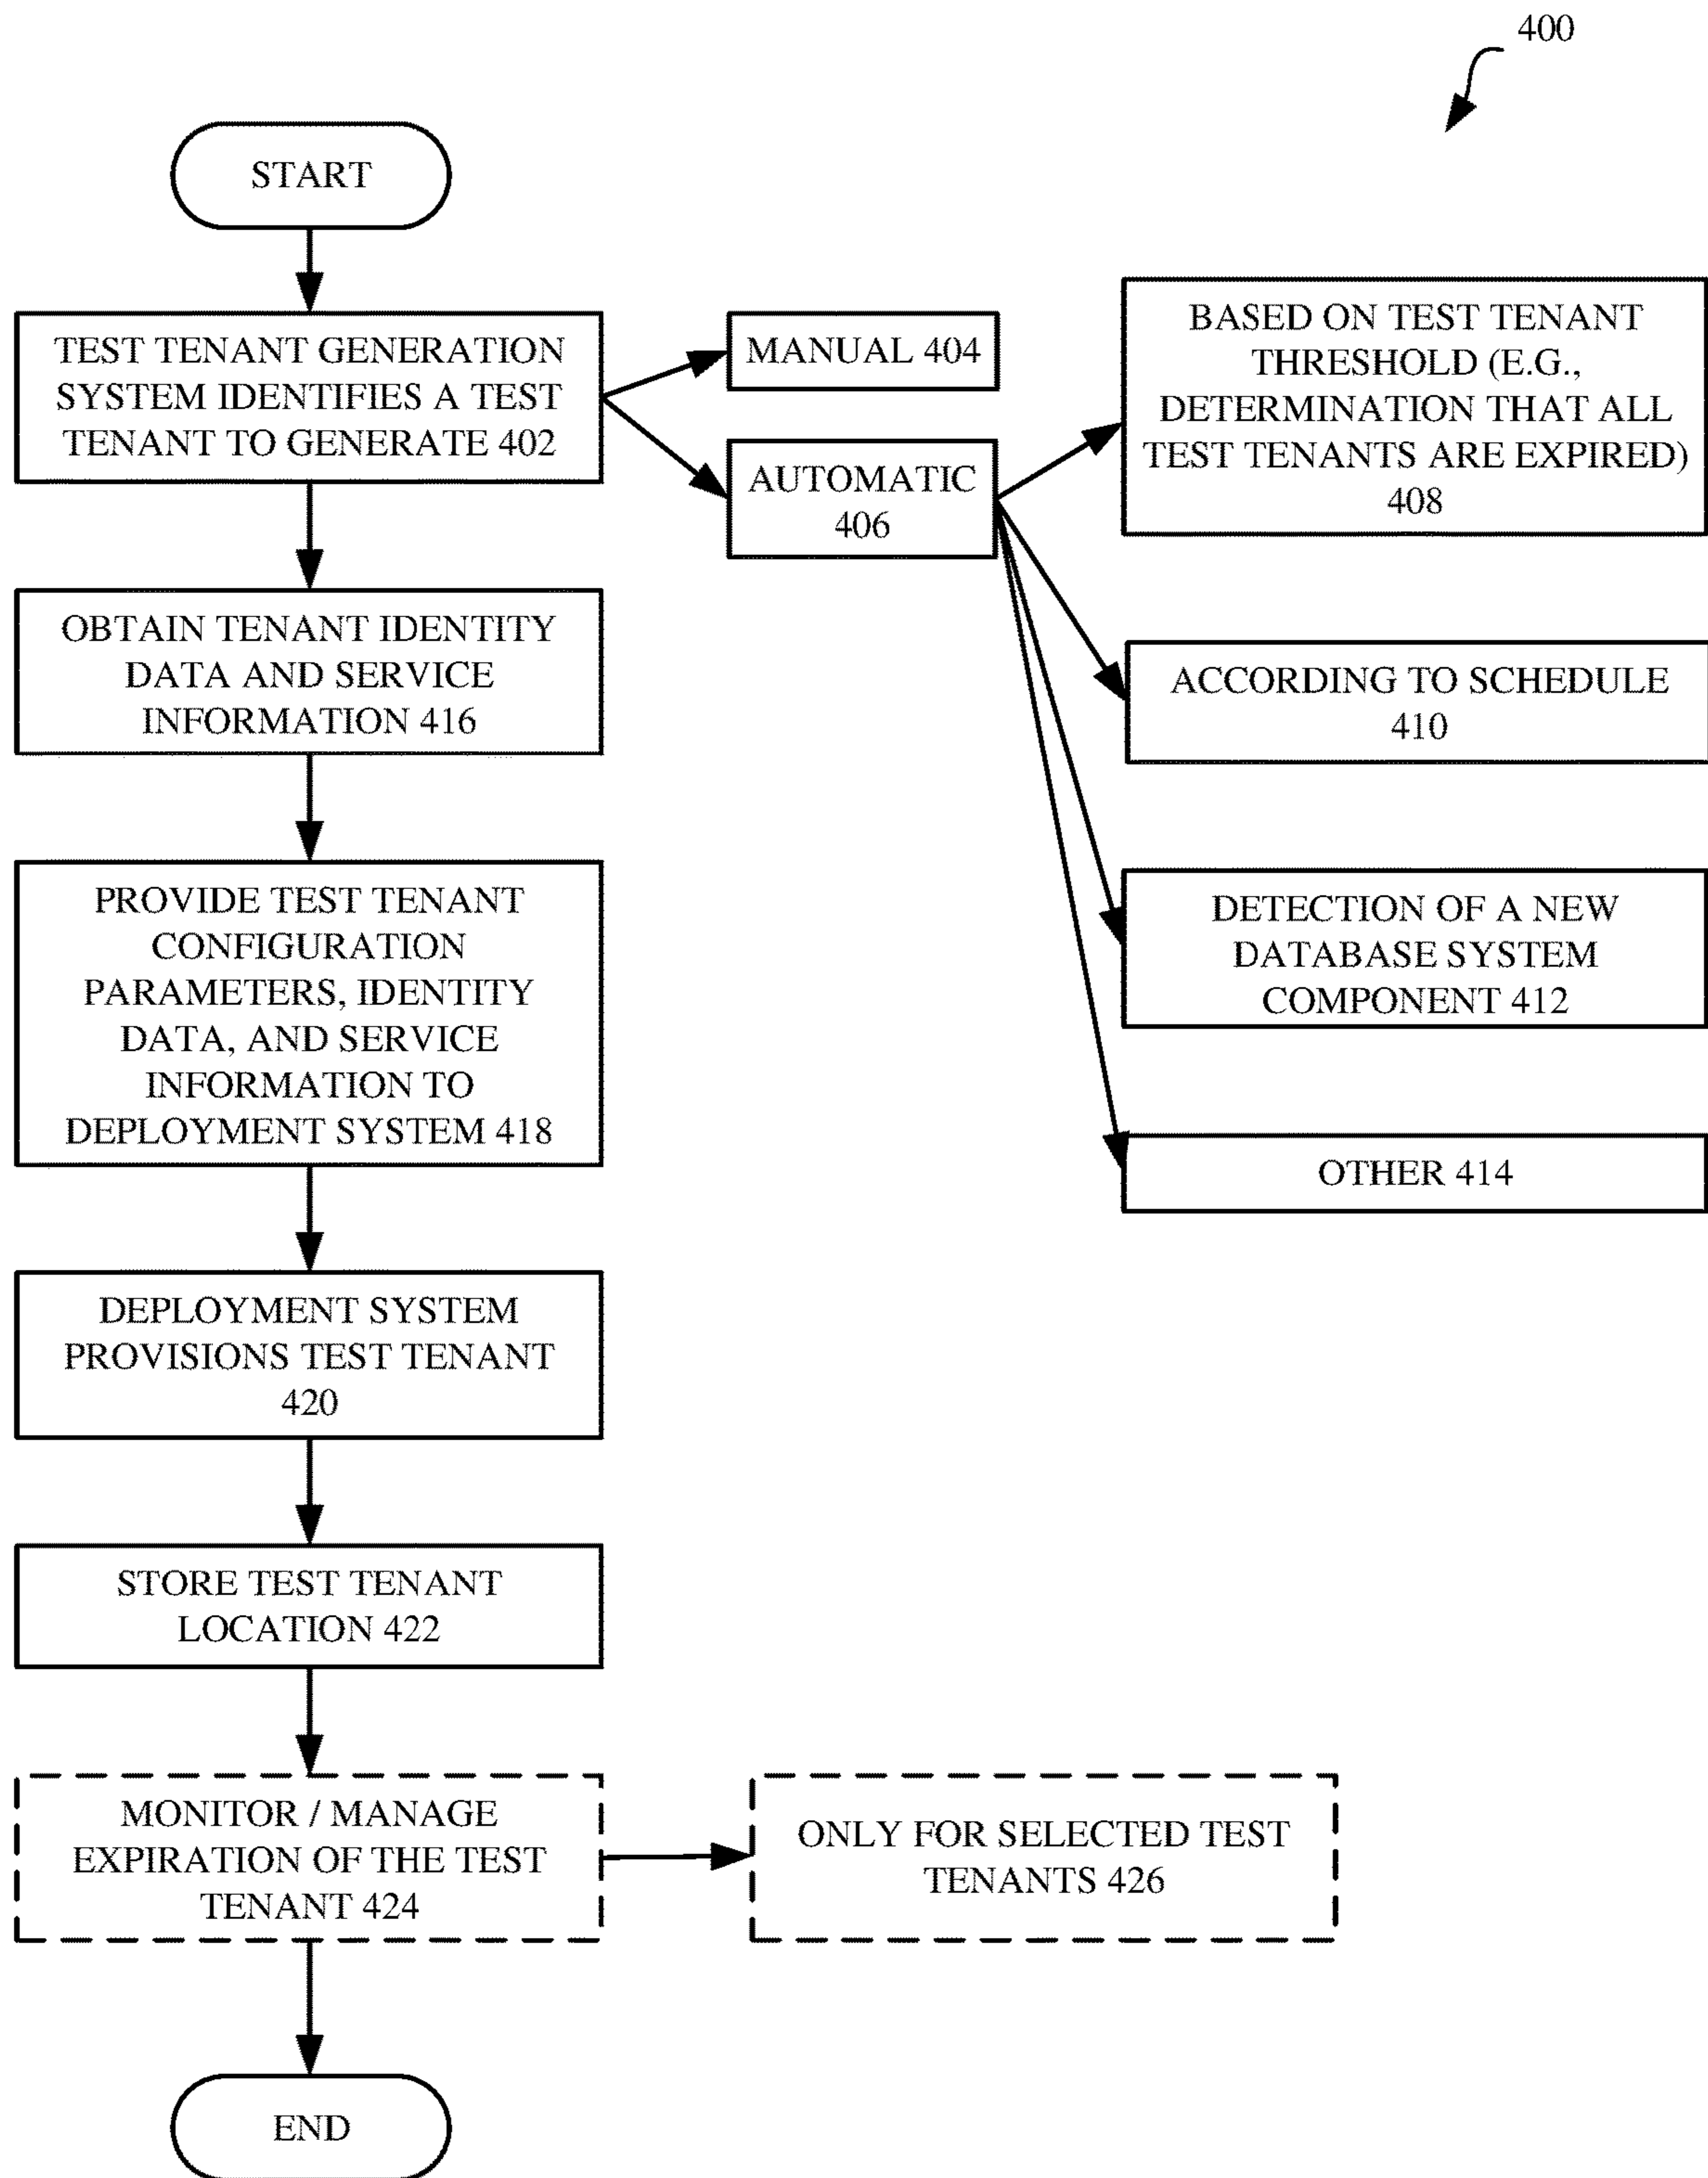 400
START
TEST TENANT GENERATION
SYSTEM IDENTIFIES A TEST
TENANT TO GENERATE 402
MANUAL 404
AUTOMATIC
406
BASED ON TEST TENANT
THRESHOLD (E.G.,
DETERMINATION THAT ALL
TEST TENANTS ARE EXPIRED)
408
ACCORDING TO SCHEDULE
410
DETECTION OF A NEW
DATABASE SYSTEM
COMPONENT 412
OTHER 414
OBTAIN TENANT IDENTITY
DATA AND SERVICE
INFORMATION 416
PROVIDE TEST TENANT
CONFIGURATION
PARAMETERS, IDENTITY
DATA, AND SERVICE
INFORMATION TO
DEPLOYMENT SYSTEM 418
DEPLOYMENT SYSTEM
PROVISIONS TEST TENANT
420
STORE TEST TENANT
LOCATION 422
MONITOR / MANAGE
EXPIRATION OF THE TEST
TENANT 424
ONLY FOR SELECTED TEST
TENANTS 426
END